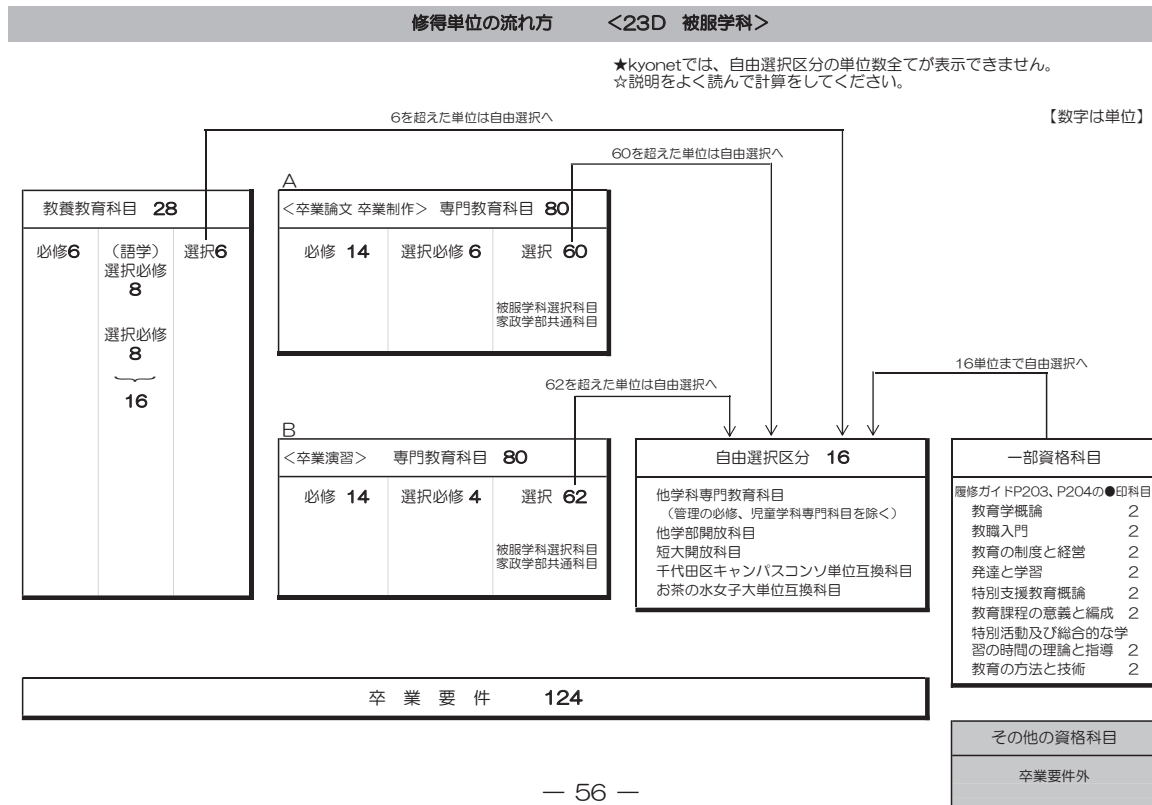 修得単位の流れ方　　＜23D　被服学科＞
★kyonetでは、自由選択区分の単位数全てが表示できません。
☆説明をよく読んで計算をしてください。
【数字は単位】
6を超えた単位は自由選択へ
60を超えた単位は自由選択へ
教養教育科目　28
必修6
（語学）
選択必修
8
選択必修
8
16
選択6
A
＜卒業論文 卒業制作＞ 専門教育科目 80
必修 14
選択必修 6
選択 60
被服学科選択科目
家政学部共通科目
62を超えた単位は自由選択へ
16単位まで自由選択へ
B
＜卒業演習＞　専門教育科目　80
必修 14
選択必修 4
選択 62
被服学科選択科目
家政学部共通科目
自由選択区分　16
他学科専門教育科目
（管理の必修、児童学科専門科目を除く）
他学部開放科目
短大開放科目
千代田区キャンパスコンソ単位互換科目
お茶の水女子大単位互換科目
一部資格科目
履修ガイドP203、P204の●印科目
教育学概論　2
教職入門　2
教育の制度と経営　2
発達と学習　2
特別支援教育概論　2
教育課程の意義と編成　2
特別活動及び総合的な学
習の時間の理論と指導　2
教育の方法と技術　2
卒　業　要　件　　124
その他の資格科目
卒業要件外
— 56 —